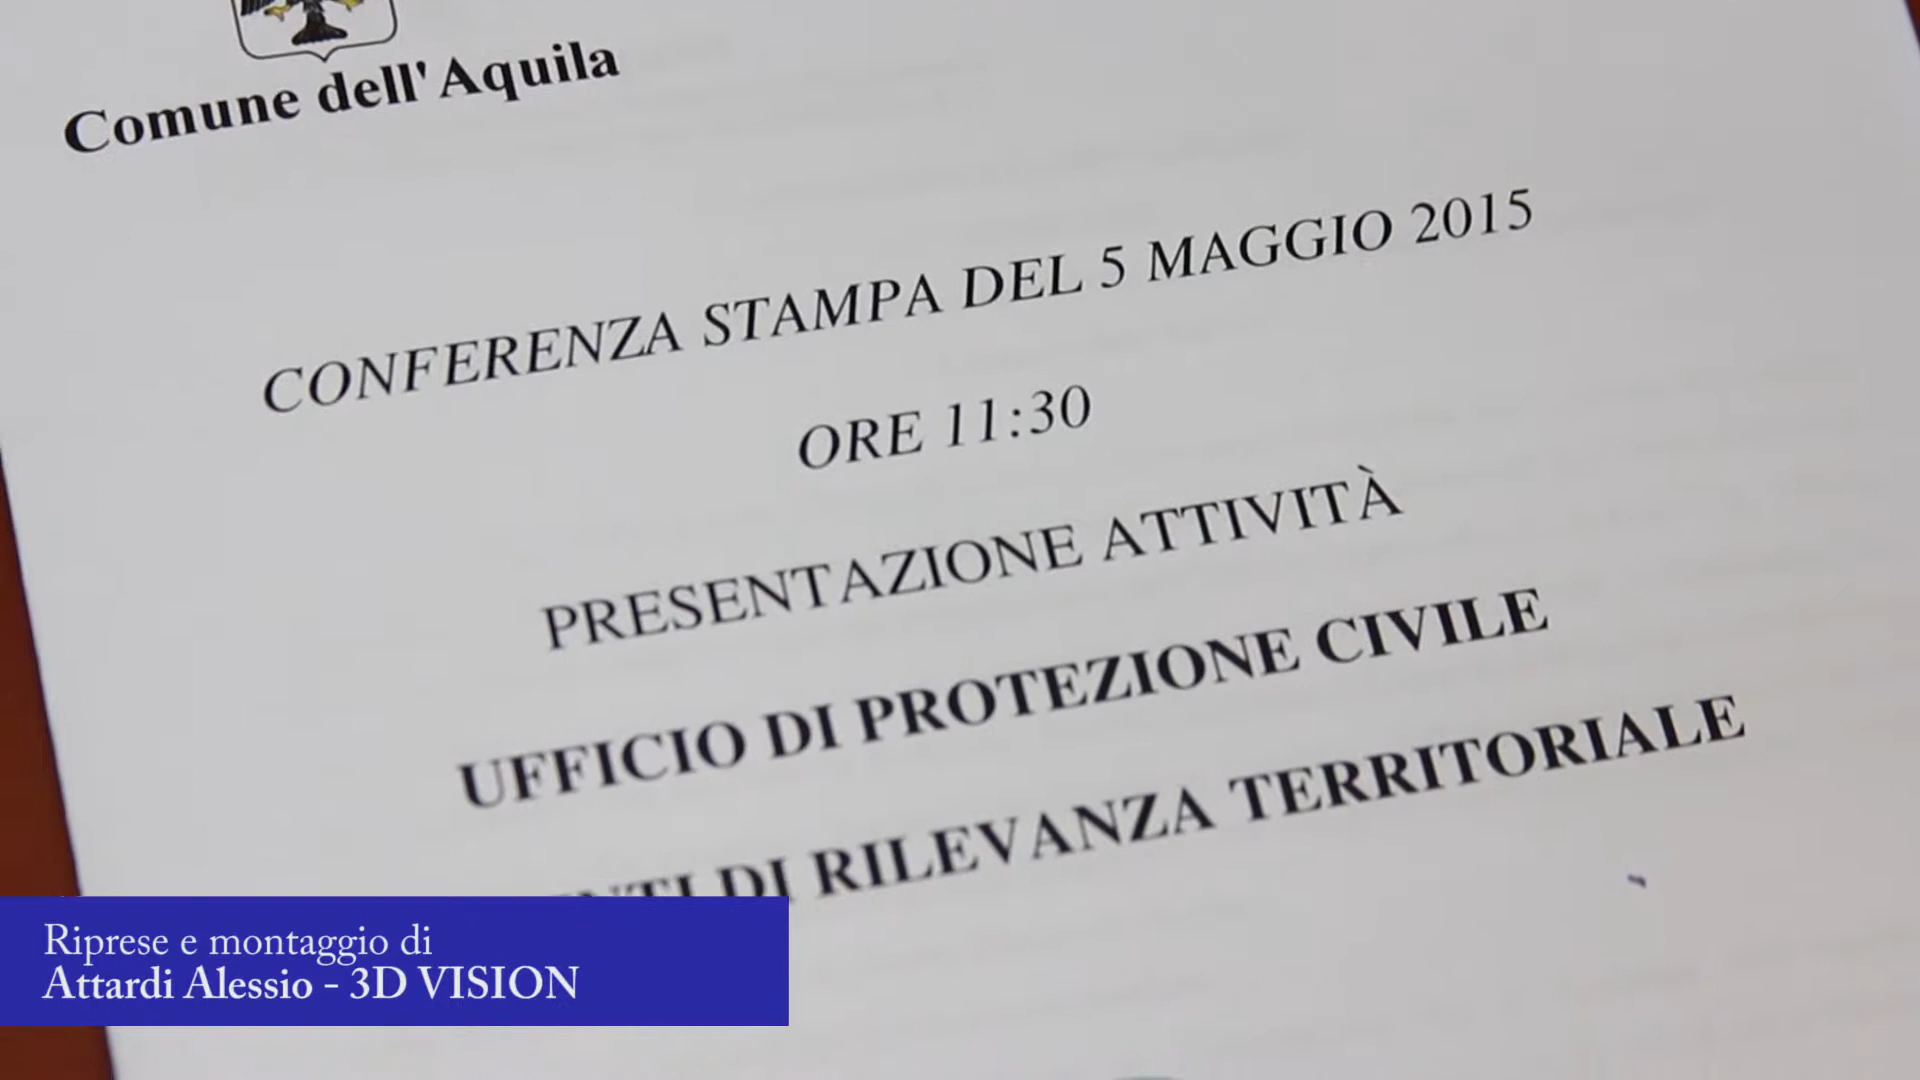 Comune dell'Aquila
CONFERENZA STAMPA DEL 5 MAGGIO 2015
ORE 11:30
PRESENTAZIONE ATTIVITÀ
UFFICIO DI PROTEZIONE CIVILE
DI RILEVANZA TERRITORIALE
Riprese e montaggio di
Attardi Alessio - 3D VISION